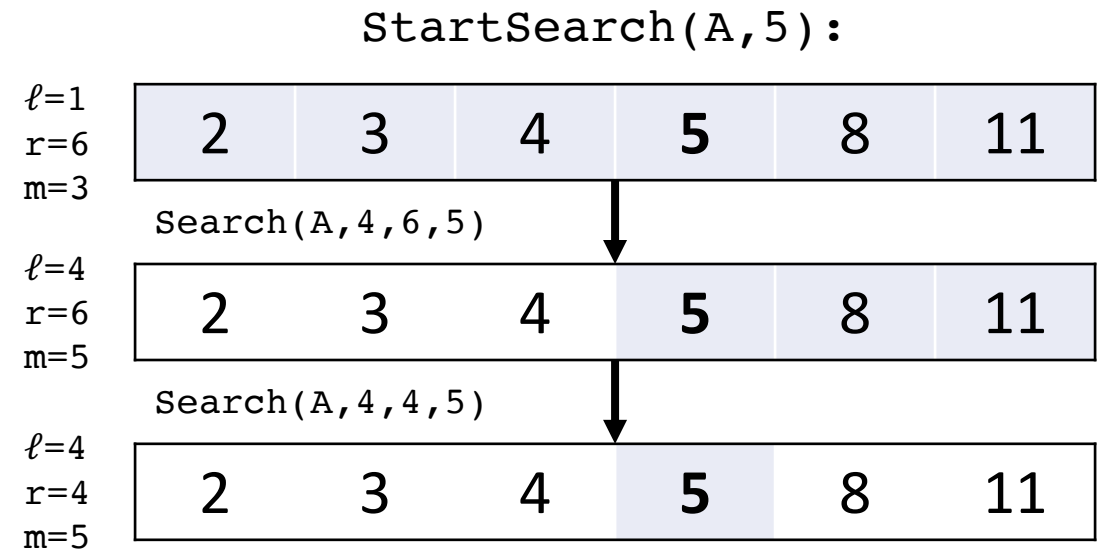 StartSearch(A,5):
ℓ=1
r=6
m=3
2 3 4 5 8 11
Search(A,4,6,5)
ℓ=4
r=6
m=5
2 3 4 5 8 11
Search(A,4,4,5)
ℓ=4
r=4
m=5
2 3 4 5 8 11